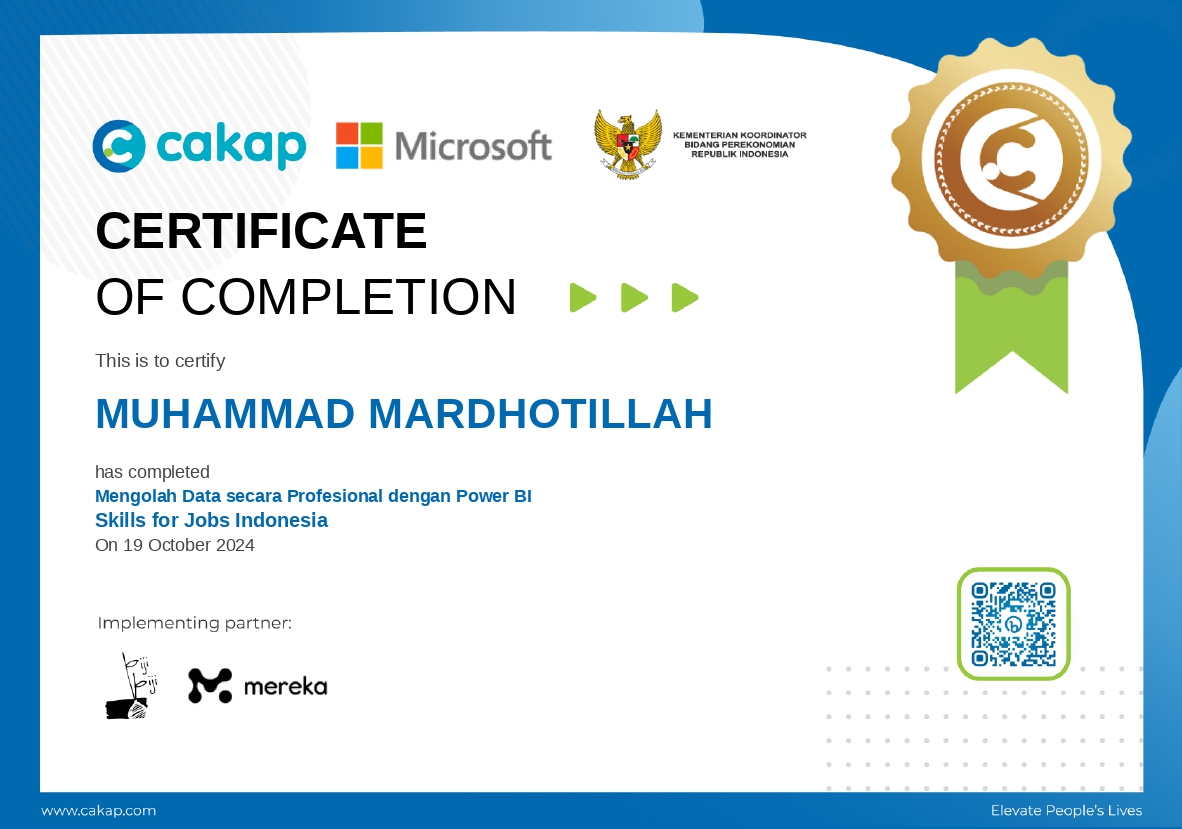 cakap
Microsoft
KEMENTERIAN KOORDINATOR
BIDANG PEREKONOMIAN
REPUBLIK INDONESIA
CERTIFICATE
OF COMPLETION
This is to certify
MUHAMMAD MARDHOTILLAH
has completed
Mengolah Data secara Profesional dengan Power BI
Skills for Jobs Indonesia
On 19 October 2024
Implementing partner:
biji
biji
mereka
www.cakap.com
Elevate People's Lives